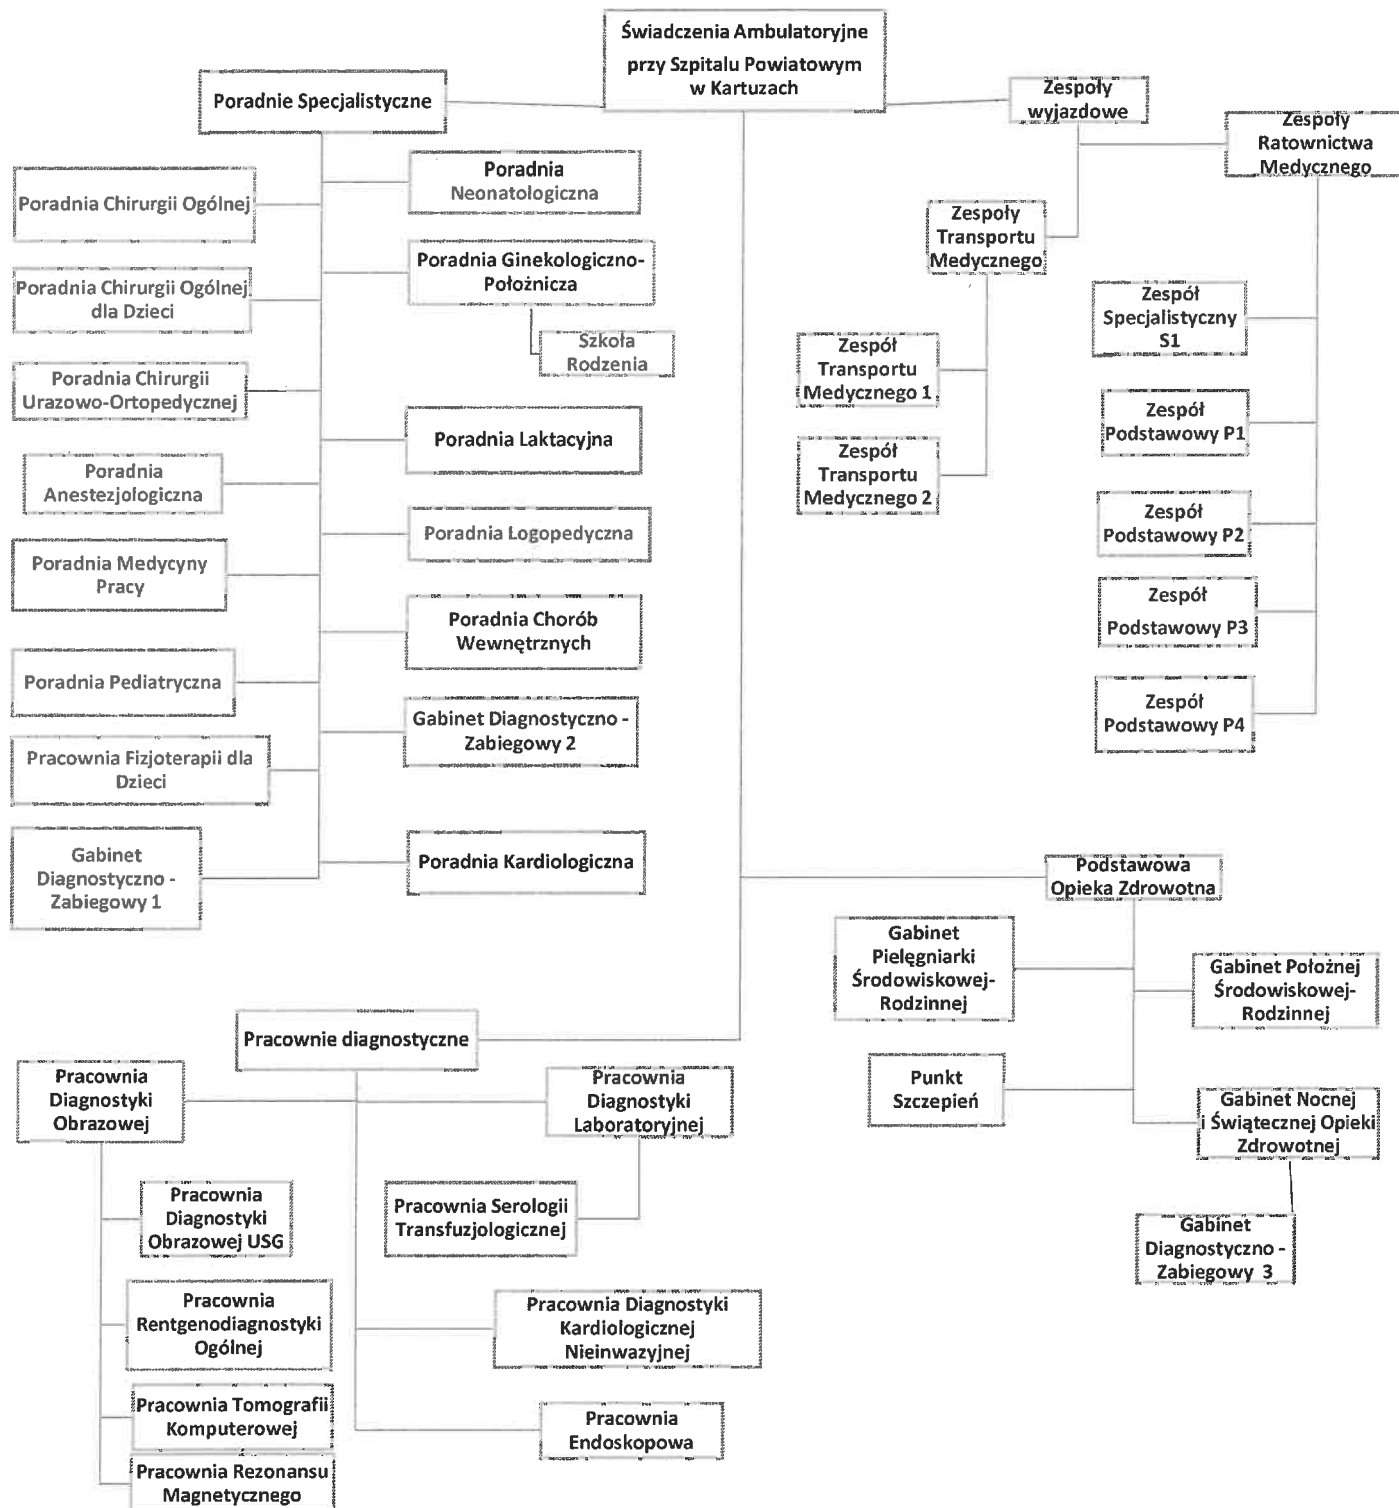 Świadczenia Ambulatoryjne
przy Szpitalu Powiatowym
w Kartuzach
Poradnie Specjalistyczne
Poradnia Chirurgii Ogólnej
Poradnia Chirurgii Ogólnej
dla Dzieci
Poradnia Chirurgii
Urazowo-Ortopedycznej
Poradnia
Anestezjologiczna
Poradnia Medycyny
Pracy
Poradnia Pediatryczna
Pracownia Fizjoterapii dla
Dzieci
Gabinet
Diagnostyczno -
Zabiegowy 1
Poradnia
Neonatologiczna
Poradnia Ginekologiczno-
Położnicza
Szkoła
Rodzenia
Poradnia Laktacyjna
Poradnia Logopedyczna
Poradnia Chorób
Wewnętrznych
Gabinet Diagnostyczno -
Zabiegowy 2
Poradnia Kardiologiczna
Zespoły
wyjazdowe
Zespoły
Ratownictwa
Medycznego
Zespoły
Transportu
Medycznego
Zespół
Transportu
Medycznego 1
Zespół
Transportu
Medycznego 2
Zespół
Specjalistyczny
S1
Zespół
Podstawowy P1
Zespół
Podstawowy P2
Zespół
Podstawowy P3
Zespół
Podstawowy P4
Podstawowa
Opieka Zdrowotna
Gabinet
Pielęgniarki
Środowiskowej-
Rodzinnej
Gabinet Położnej
Środowiskowej-
Rodzinnej
Punkt
Szczepień
Gabinet Nocnej
i Świątecznej Opieki
Zdrowotnej
Gabinet
Diagnostyczno -
Zabiegowy 3
Pracownie diagnostyczne
Pracownia
Diagnostyki
Obrazowej
Pracownia
Diagnostyki
Laboratoryjnej
Pracownia
Diagnostyki
Obrazowej USG
Pracownia Serologii
Transfuzjologicznej
Pracownia
Rentgenodiagnostyki
Ogólnej
Pracownia Diagnostyki
Kardiologicznej
Nieinwazyjnej
Pracownia Tomografii
Komputerowej
Pracownia
Endoskopowa
Pracownia Rezonansu
Magnetycznego